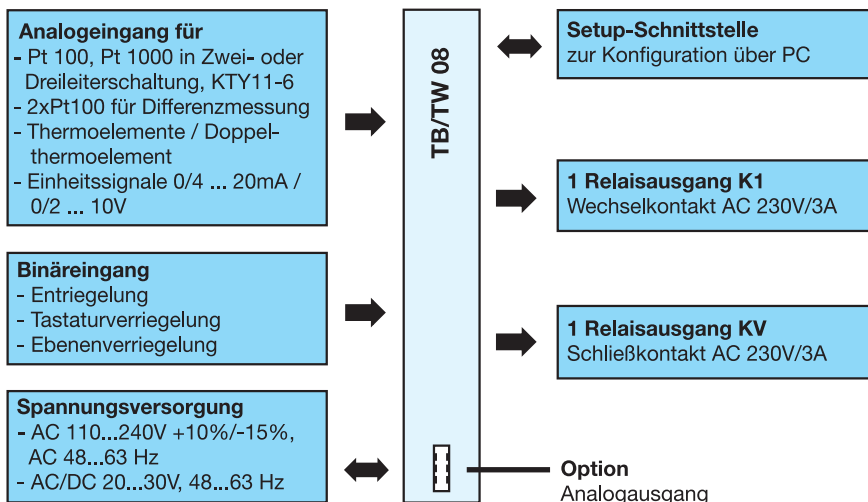 Analogeingang für
- Pt 100, Pt 1000 in Zwei- oder
Dreileiterschaltung, KTY11-6
- 2xPt100 für Differenzmessung
- Thermoelemente / Doppel-
thermoelement
- Einheitssignale 0/4 ... 20mA /
0/2 ... 10V
Binäreingang
- Entriegelung
- Tastaturverriegelung
- Ebenenverriegelung
Spannungsversorgung
- AC 110...240V +10%/-15%,
AC 48...63 Hz
- AC/DC 20...30V, 48...63 Hz
TB/TW 08
Setup-Schnittstelle
zur Konfiguration über PC
1 Relaisausgang K1
Wechselkontakt AC 230V/3A
1 Relaisausgang KV
Schließkontakt AC 230V/3A
Option
Analogausgang